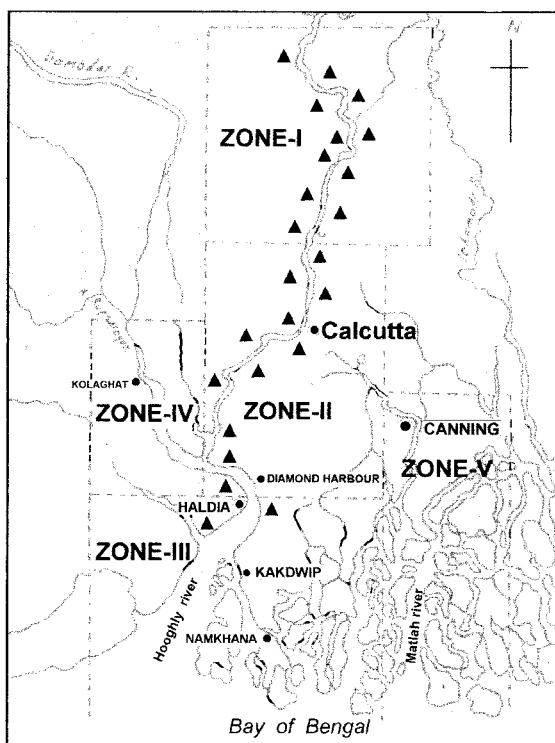 N
Damodar R.
ZONE-I
Calcutta
KOLAGHAT
ZONE-IV
ZONE-II
CANNING
ZONE-V
DIAMOND HARBOUR
HALDIA
ZONE-III
KAKDWIP
Hooghly river
Matlah river
NAMKHANA
Bay of Bengal